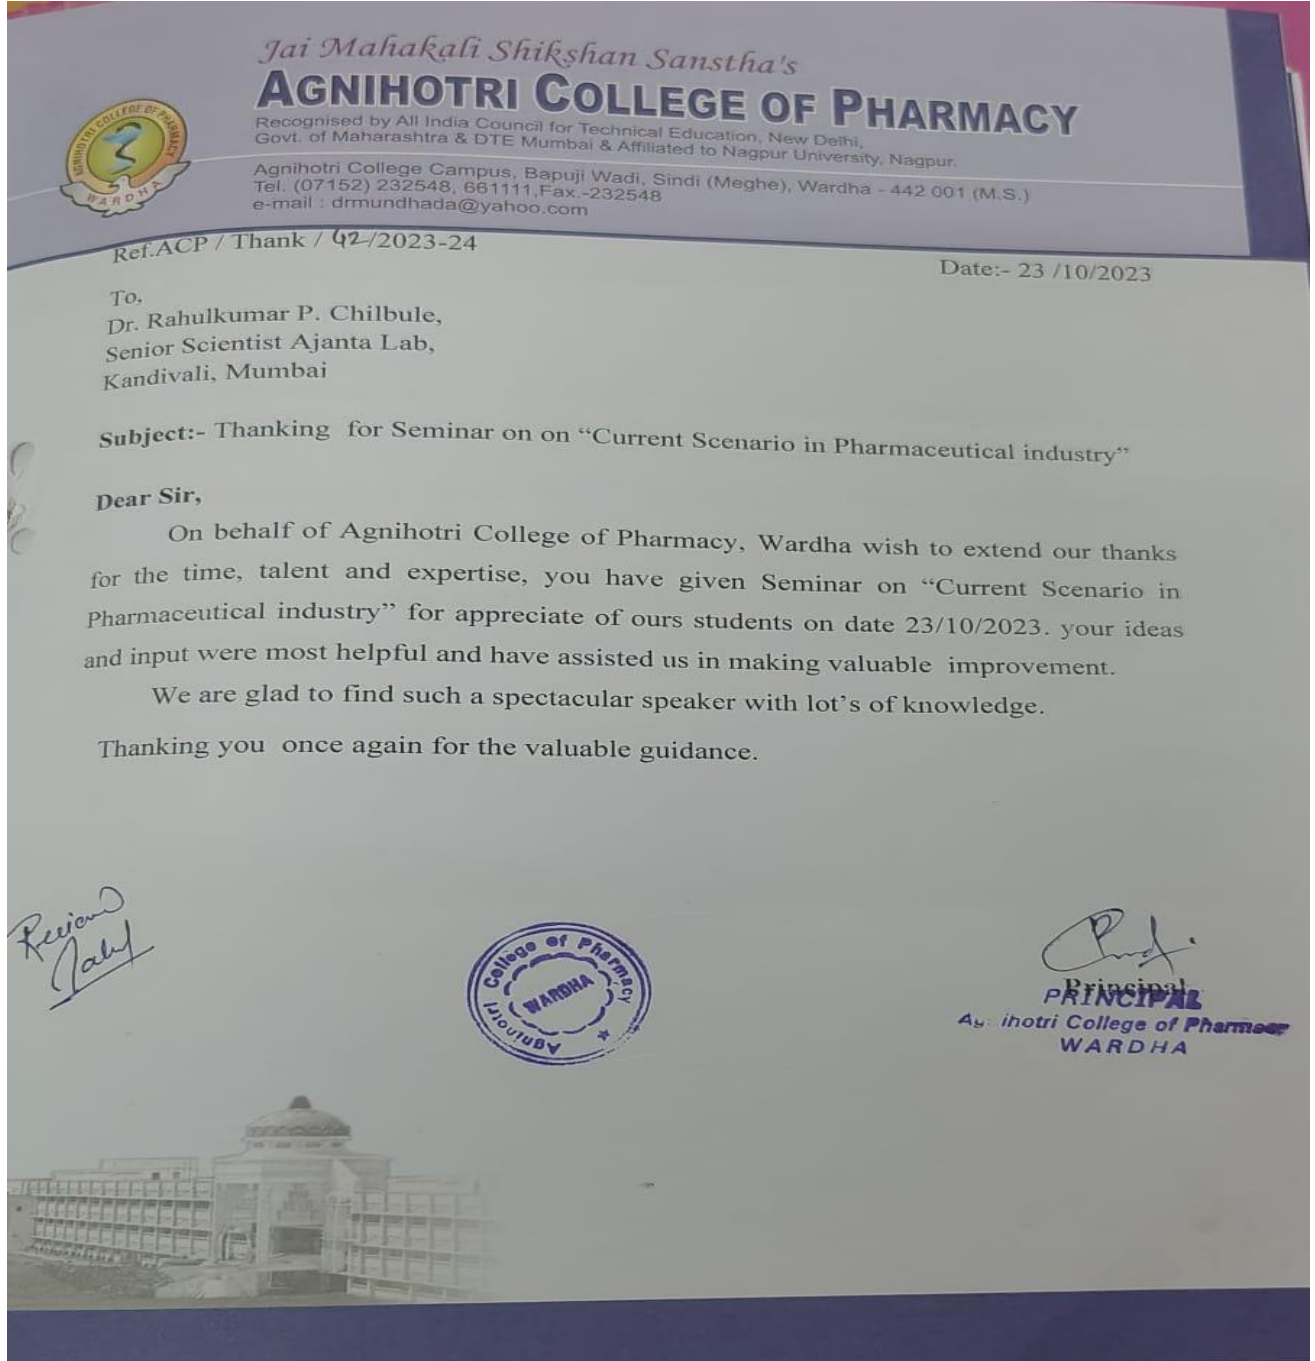 Jai Mahakali Shikshan Sanstha's
AGNIHOTRI COLLEGE OF PHARMACY
Recognised by All India Council for Technical Education, New Delhi,
Govt. of Maharashtra & DTE Mumbai & Affiliated to Nagpur University, Nagpur.
Agnihotri College Campus, Bapuji Wadi, Sindi (Meghe), Wardha - 442 001 (M.S.)
Tel. (07152) 232548, 661111,Fax.-232548
e-mail : drmundhada@yahoo.com
AGNIHOTRI COLLEGE OF PHARMACY
WARDHA
Ref.ACP / Thank / 42/2023-24
Date:- 23 /10/2023
To,
Dr. Rahulkumar P. Chilbule,
Senior Scientist Ajanta Lab,
Kandivali, Mumbai
Subject:- Thanking for Seminar on on “Current Scenario in Pharmaceutical industry”
Dear Sir,
On behalf of Agnihotri College of Pharmacy, Wardha wish to extend our thanks
for the time, talent and expertise, you have given Seminar on “Current Scenario in
Pharmaceutical industry” for appreciate of ours students on date 23/10/2023. your ideas
and input were most helpful and have assisted us in making valuable improvement.
We are glad to find such a spectacular speaker with lot’s of knowledge.
Thanking you once again for the valuable guidance.
Agnihotri College of Pharmacy
WARDHA
Principal
PRINCIPAL
Ag ihotri College of Pharmacy
WARDHA